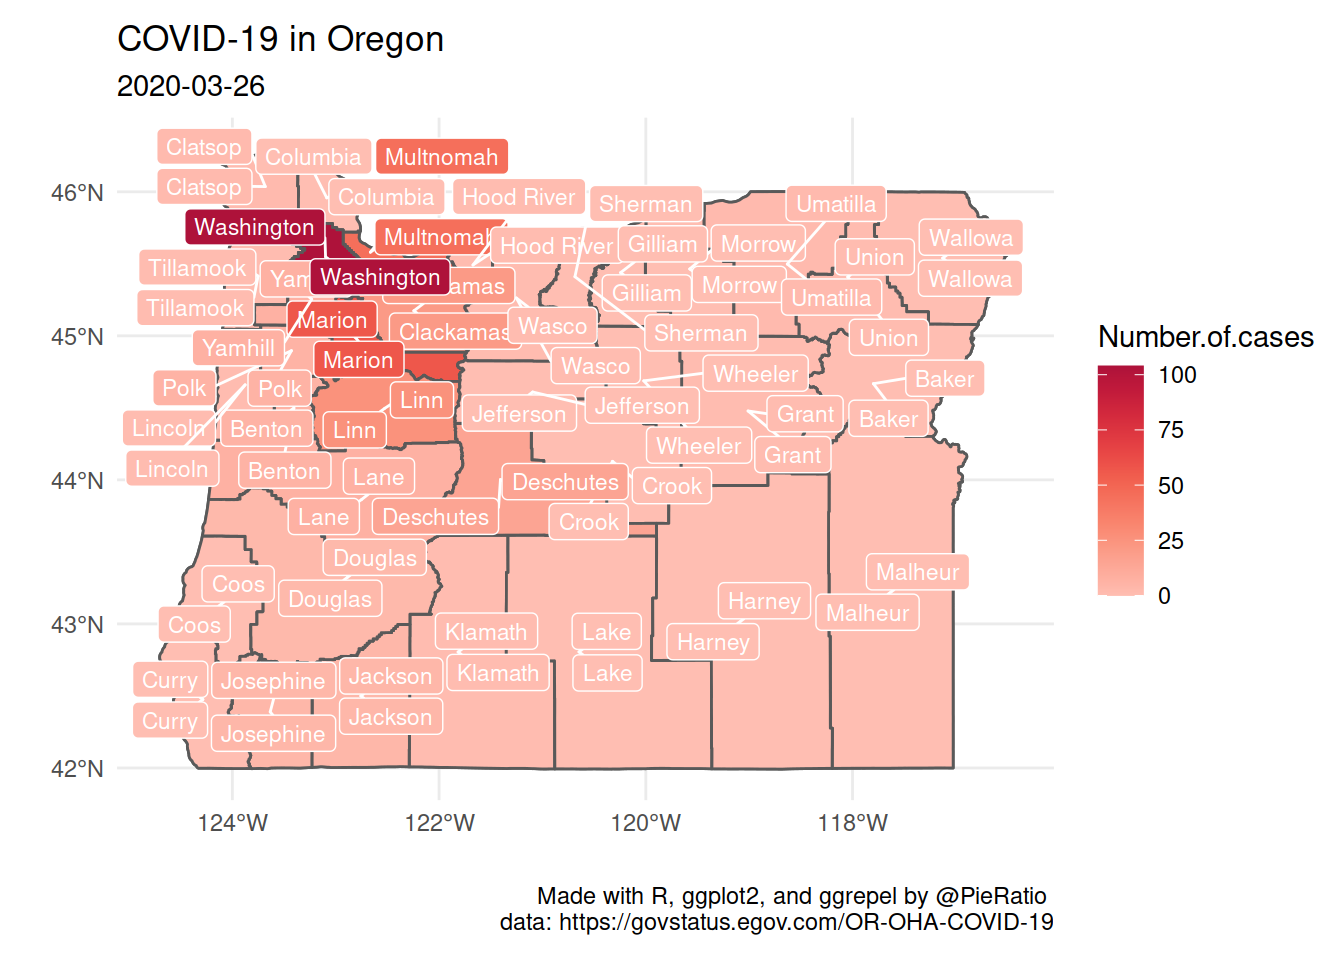 COVID-19 in Oregon
2020-03-26
Clatsop
Columbia
Multnomah
Clatsop
Columbia
Hood River
Sherman
Umatilla
46°N
Washington
Multnomah
Hood River
Gilliam
Morrow
Union
Wallowa
Tillamook
Yam
Washington
amas
Gilliam
Morrow
Umatilla
Wallowa
Tillamook
Marion
Clackamas
Wasco
Sherman
Union
45°N
Yamhill
Marion
Wasco
Wheeler
Baker
Polk
Polk
Linn
Jefferson
Jefferson
Grant
Baker
Lincoln
Benton
Linn
Wheeler
Grant
Lincoln
Benton
Lane
Deschutes
Crook
44°N
Lane
Deschutes
Crook
Douglas
Malheur
Coos
Douglas
Harney
Malheur
Coos
Klamath
Lake
Harney
43°N
Curry
Josephine
Jackson
Klamath
Lake
Curry
Josephine
Jackson
42°N
124°W
122°W
120°W
118°W
Number.of.cases
100
75
50
25
0
Made with R, ggplot2, and ggrepel by @PieRatio
data: https://govstatus.egov.com/OR-OHA-COVID-19